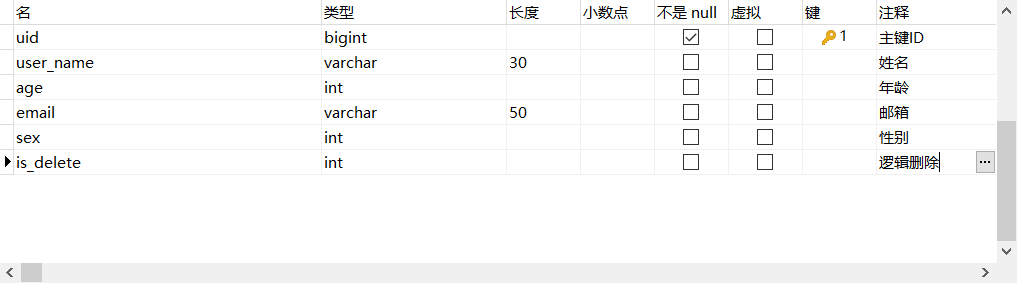 名 类型 长度 小数点 不是 null 虚拟 键 注释
uid bigint 1 主键ID
user_name varchar 30 姓名
age int 年龄
email varchar 50 邮箱
sex int 性别
is_delete int 逻辑删除